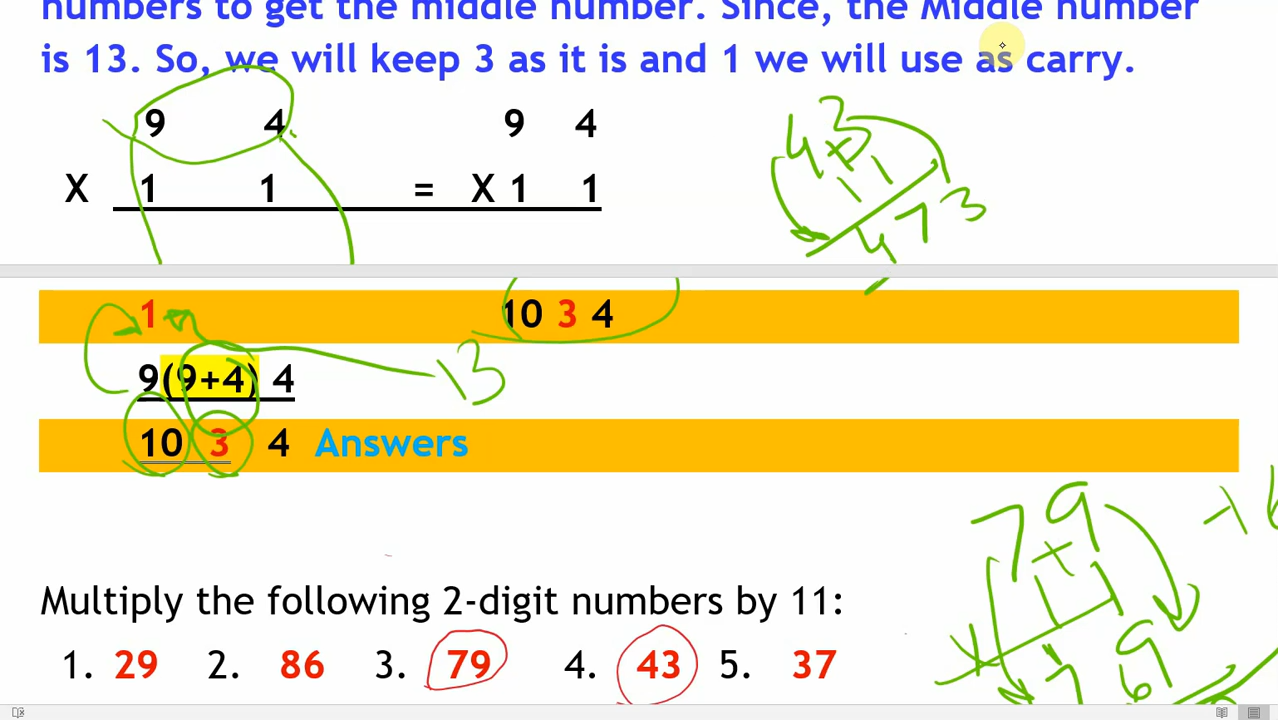 numbers to get the middle number. Since, the Middle number
is 13. So, we will keep 3 as it is and 1 we will use as carry.
9 4 9 4 43
X 1 1 = X 1 1 + 11
473
1 10 3 4
13
9(9+4) 4
10 3 4 Answers
79
+
11
Multiply the following 2-digit numbers by 11:
9
1. 29 2. 86 3. 79 4. 43 5. 37
7 6